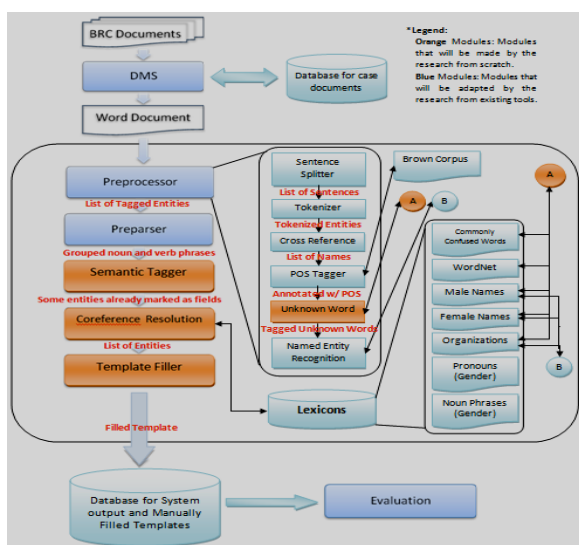 BRC Documents
DMS
Word Document
Database for case
documents
*Legend:
Orange Modules: Modules
that will be made by the
research from scratch.
Blue Modules: Modules that
will be adapted by the
research from existing tools.
Preprocessor
List of Tagged Entities
Preparser
Grouped noun and verb phrases
Semantic Tagger
Some entities already marked as fields
Coreference Resolution
List of Entities
Template Filler
Filled Template
Sentence
Splitter
List of Sentences
Tokenizer
Tokenized Entities
Cross Reference
List of Names
POS Tagger
Annotated w/ POS
Unknown Word
Tagged Unknown Words
Named Entity
Recognition
Brown Corpus
A
B
Lexicons
A
Commonly
Confused Words
WordNet
Male Names
Female Names
Organizations
Pronouns
(Gender)
Noun Phrases
(Gender)
B
Database for System
output and Manually
Filled Templates
Evaluation